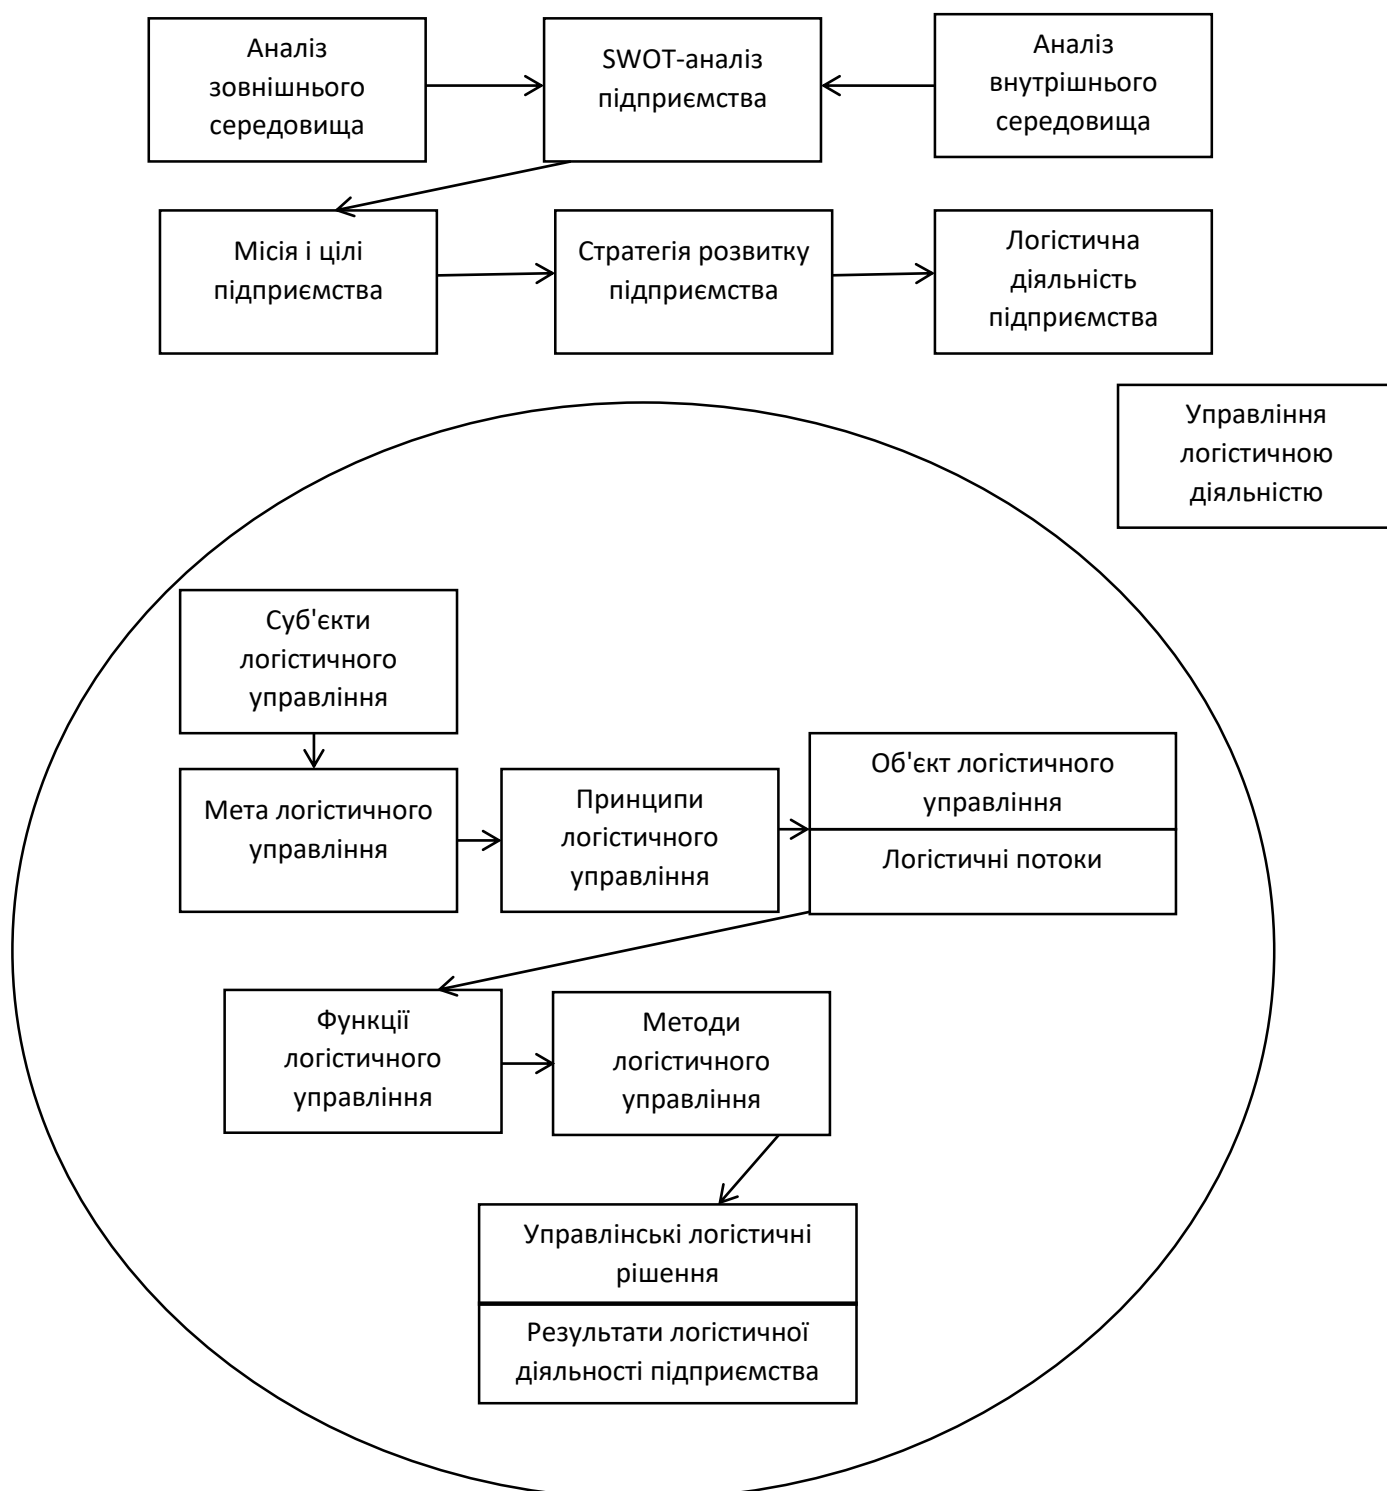 Аналіз
зовнішнього
середовища
SWOT-аналіз
підприємства
Аналіз
внутрішнього
середовища
Місія і цілі
підприємства
Стратегія розвитку
підприємства
Логістична
діяльність
підприємства
Управління
логістичною
діяльністю
Суб'єкти
логістичного
управління
Мета логістичного
управління
Принципи
логістичного
управління
Об'єкт логістичного
управління
Логістичні потоки
Функції
логістичного
управління
Методи
логістичного
управління
Управлінські логістичні
рішення
Результати логістичної
діяльності підприємства